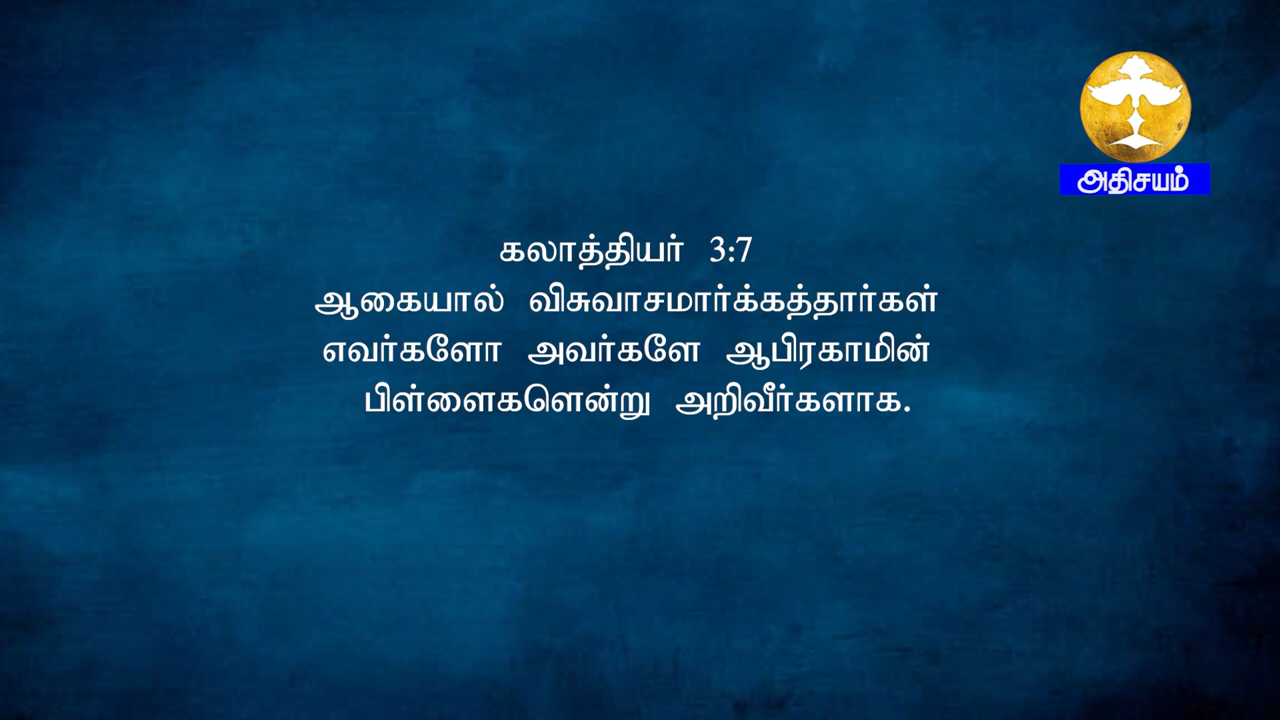 அதிசயம்
கலாத்தியர் 3:7
ஆகையால் விசுவாசமார்க்கத்தார்கள்
எவர்களோ அவர்களே ஆபிரகாமின்
பிள்ளைகளென்று அறிவீர்களாக.